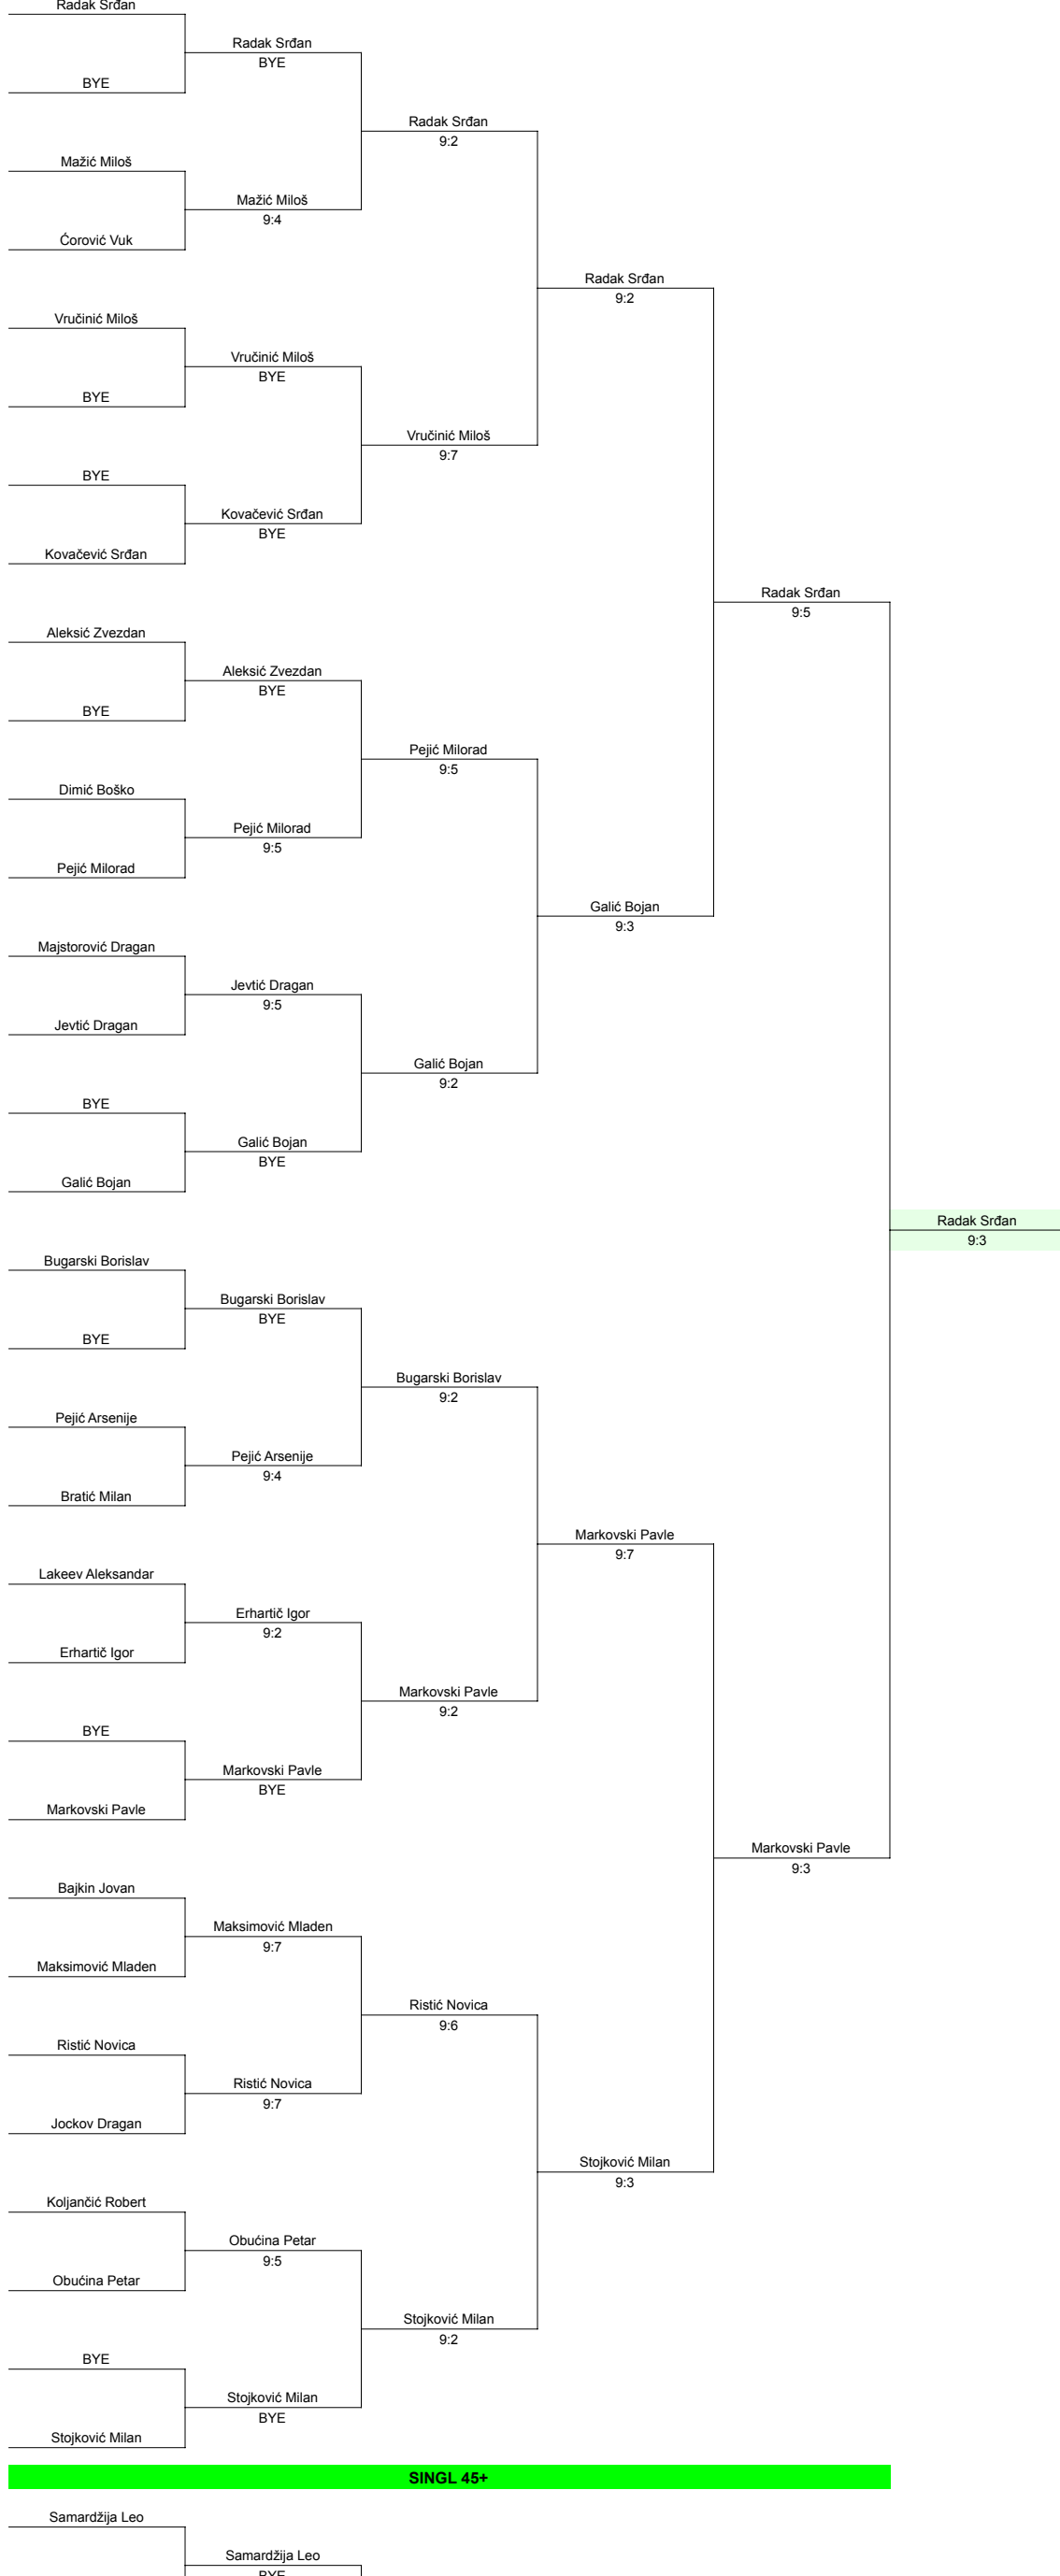 Radak Srđan
Radak Srđan
BYE
BYE
Radak Srđan
9:2
Mažić Miloš
Mažić Miloš
9:4
Ćorović Vuk
Radak Srđan
9:2
Vručinić Miloš
Vručinić Miloš
BYE
BYE
Vručinić Miloš
9:7
BYE
Kovačević Srđan
BYE
Kovačević Srđan
Radak Srđan
9:5
Aleksić Zvezdan
Aleksić Zvezdan
BYE
BYE
Pejić Milorad
9:5
Dimić Boško
Pejić Milorad
9:5
Pejić Milorad
Galić Bojan
9:3
Majstorović Dragan
Jevtić Dragan
9:5
Jevtić Dragan
Galić Bojan
9:2
BYE
Galić Bojan
BYE
Galić Bojan
Radak Srđan
9:3
Bugarski Borislav
Bugarski Borislav
BYE
BYE
Bugarski Borislav
9:2
Pejić Arsenije
Pejić Arsenije
9:4
Bratić Milan
Markovski Pavle
9:7
Lakeev Aleksandar
Erhartič Igor
9:2
Erhartič Igor
Markovski Pavle
9:2
BYE
Markovski Pavle
BYE
Markovski Pavle
Markovski Pavle
9:3
Bajkin Jovan
Maksimović Mladen
9:7
Maksimović Mladen
Ristić Novica
9:6
Ristić Novica
Ristić Novica
9:7
Jockov Dragan
Stojković Milan
9:3
Koljančić Robert
Obućina Petar
9:5
Obućina Petar
Stojković Milan
9:2
BYE
Stojković Milan
BYE
Stojković Milan
SINGL 45+
Samardžija Leo
Samardžija Leo
BYE